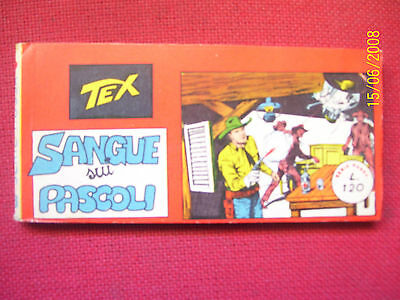 TEX
SANGUE
sui
PASCOLI
L.
120
15/06/2008